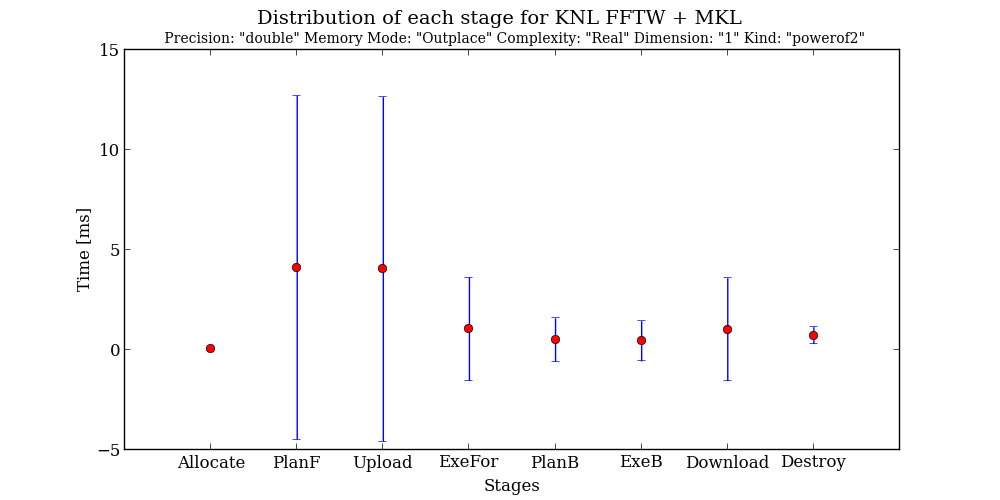 Distribution of each stage for KNL FFTW + MKL
Precision: "double" Memory Mode: "Outplace" Complexity: "Real" Dimension: "1" Kind: "powerof2"
15
10
5
0
−5
Time [ms]
Allocate PlanF Upload ExeFor PlanB ExeB Download Destroy
Stages